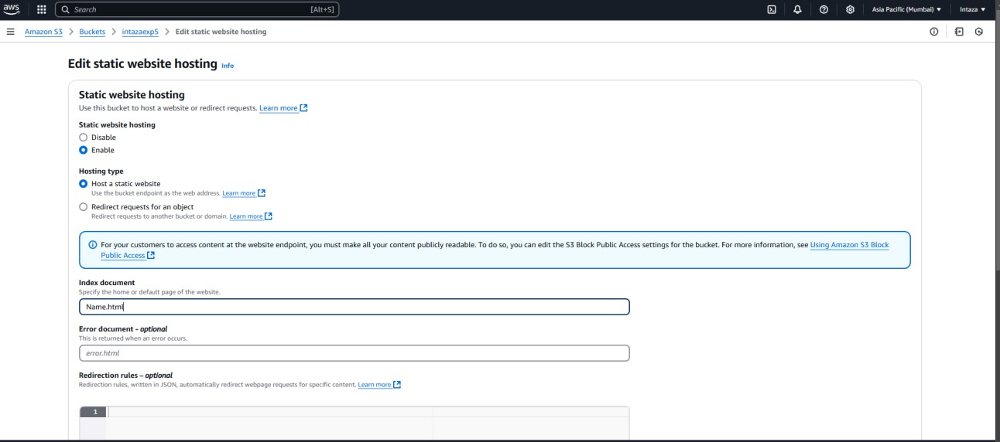 aws
Search [Alt+S] Asia Pacific (Mumbai) ▼ Intaza ▼
Amazon S3 > Buckets > intazaexp5 > Edit static website hosting
Edit static website hosting Info
Static website hosting
Use this bucket to host a website or redirect requests. Learn more
Static website hosting
Disable
Enable
Hosting type
Host a static website
Use the bucket endpoint as the web address. Learn more
Redirect requests for an object
Redirect requests to another bucket or domain. Learn more
For your customers to access content at the website endpoint, you must make all your content publicly readable. To do so, you can edit the S3 Block Public Access settings for the bucket. For more information, see Using Amazon S3 Block
Public Access
Index document
Specify the home or default page of the website.
Name.html
Error document - optional
This is returned when an error occurs.
error.html
Redirection rules – optional
Redirection rules, written in JSON, automatically redirect webpage requests for specific content. Learn more
1